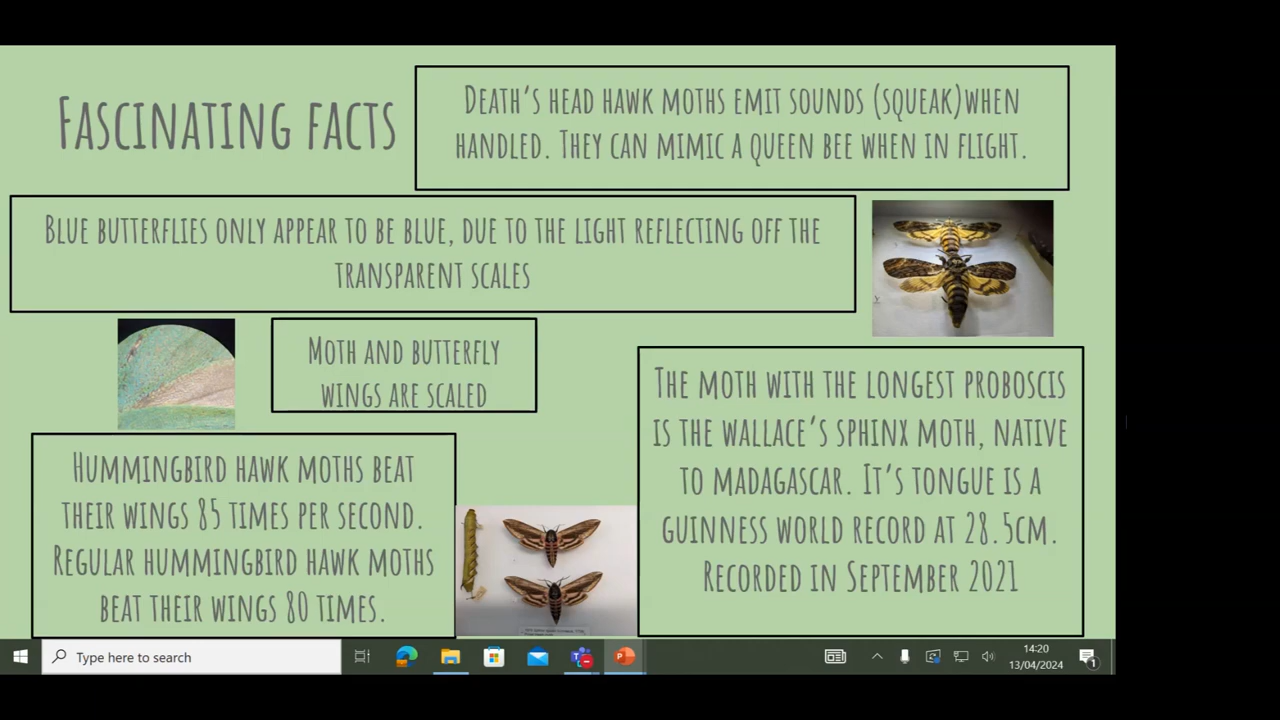 Fascinating facts
Death's head hawk moths emit sounds (squeak)when
handled. They can mimic a queen bee when in flight.
Blue butterflies only appear to be blue, due to the light reflecting off the
transparent scales
Moth and butterfly
wings are scaled
The moth with the longest proboscis
is the Wallace's sphinx moth, native
to Madagascar. It's tongue is a
Guinness world record at 28.5cm.
Recorded in September 2021
Hummingbird hawk moths beat
their wings 85 times per second.
Regular hummingbird hawk moths
beat their wings 80 times.
Type here to search
14:20
13/04/2024
1